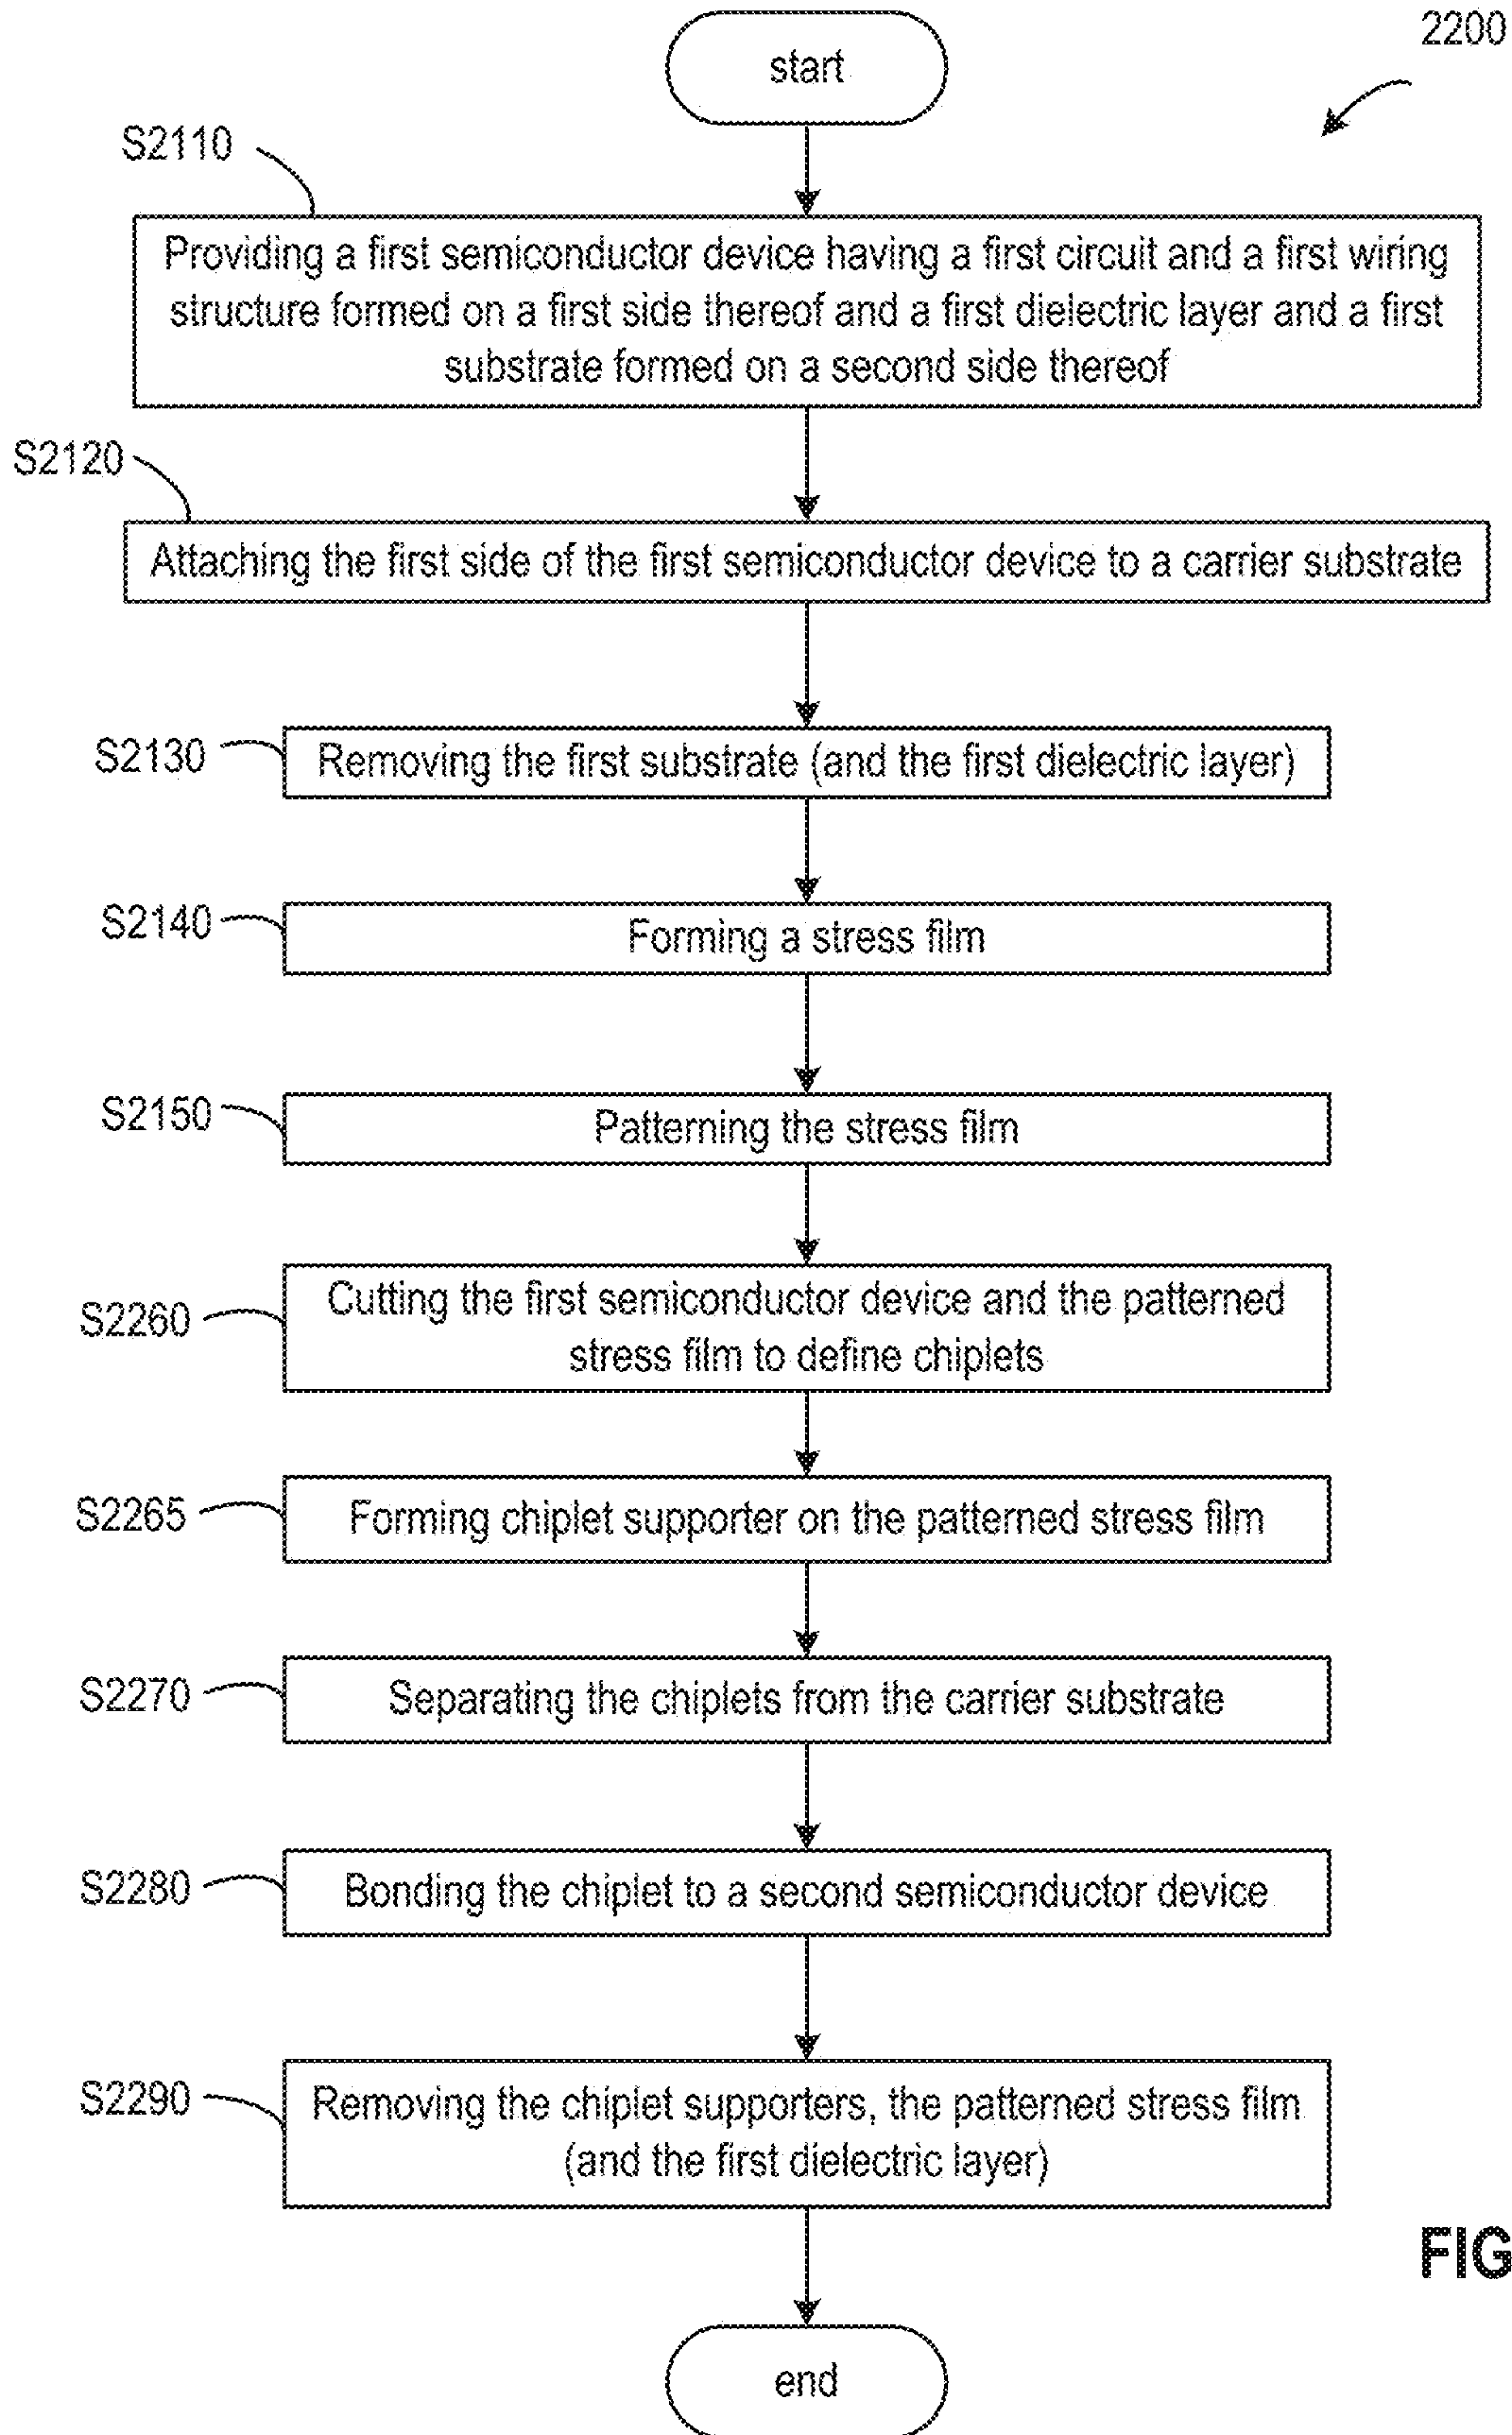 2200
start
S2110
Providing a first semiconductor device having a first circuit and a first wiring
structure formed on a first side thereof and a first dielectric layer and a first
substrate formed on a second side thereof
S2120
Attaching the first side of the first semiconductor device to a carrier substrate
S2130
Removing the first substrate (and the first dielectric layer)
S2140
Forming a stress film
S2150
Patterning the stress film
S2260
Cutting the first semiconductor device and the patterned
stress film to define chiplets
S2265
Forming chiplet supporter on the patterned stress film
S2270
Separating the chiplets from the carrier substrate
S2280
Bonding the chiplet to a second semiconductor device
S2290
Removing the chiplet supporters, the patterned stress film
(and the first dielectric layer)
FIG
end